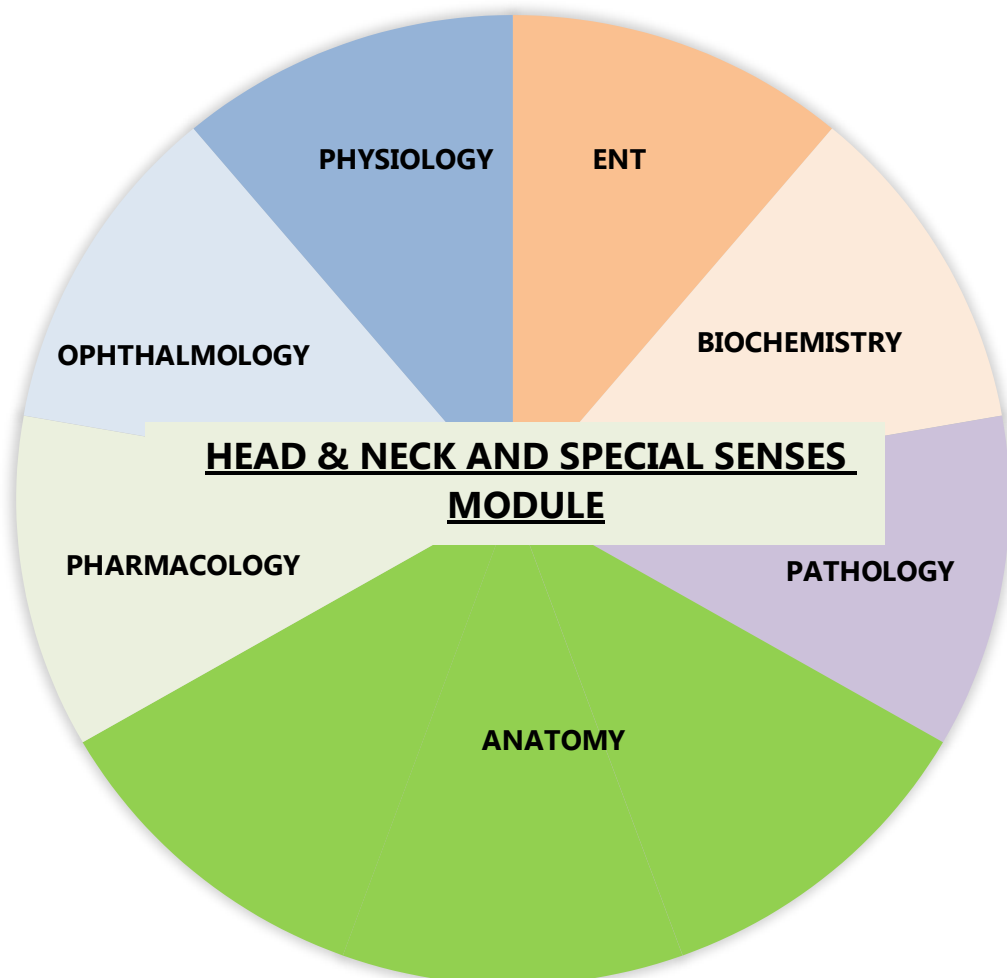 PHYSIOLOGY
ENT
BIOCHEMISTRY
OPHTHALMOLOGY
HEAD & NECK AND SPECIAL SENSES
MODULE
PHARMACOLOGY
PATHOLOGY
ANATOMY